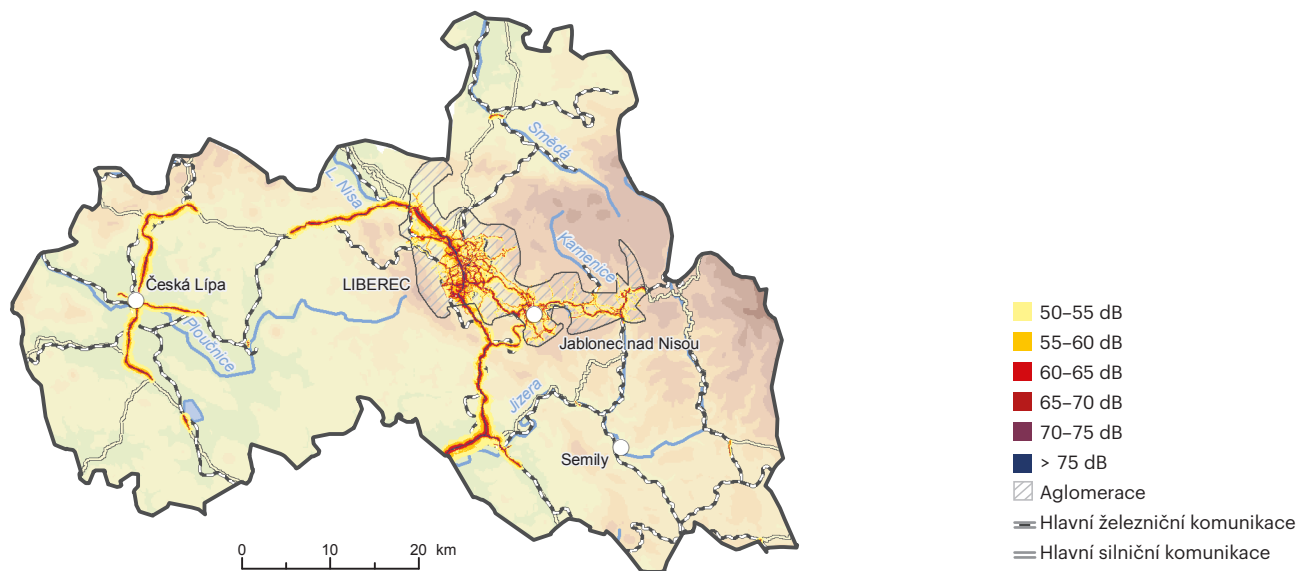 Smědá
L. Nisa
Kamenice
Česká Lípa
LIBEREC
Ploučnice
Jablonec nad Nisou
Jizera
Semily
0 10 20 km
50–55 dB
55–60 dB
60–65 dB
65–70 dB
70–75 dB
> 75 dB
Aglomerace
Hlavní železniční komunikace
Hlavní silniční komunikace